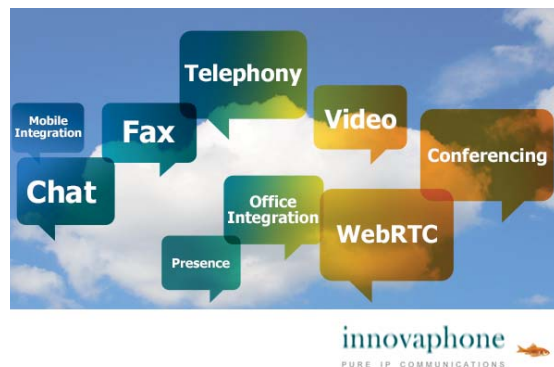 Telephony
Mobile
Integration
Fax
Video
Conferencing
Chat
Office
Integration
WebRTC
Presence
innovaphone
PURE IP COMMUNICATIONS